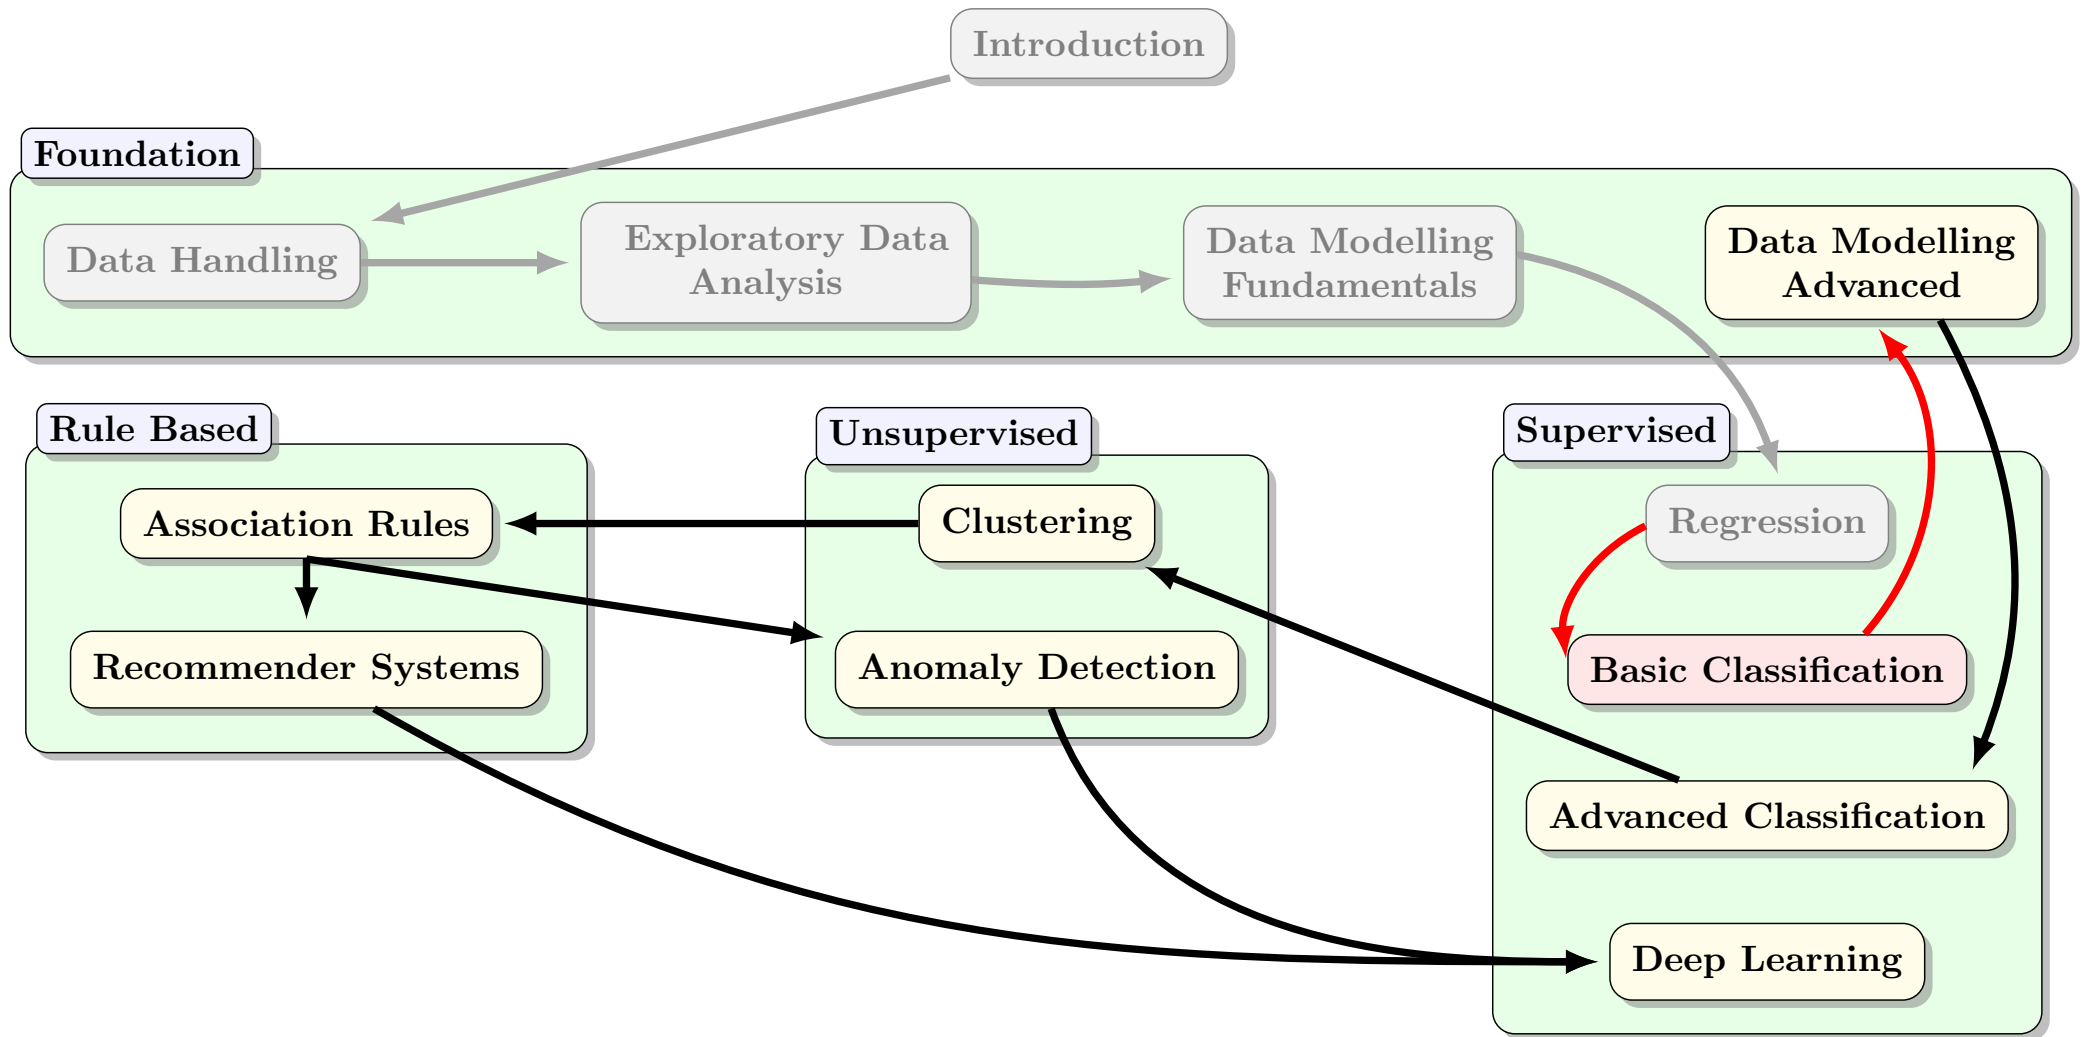 Introduction
Foundation
Data Handling
Exploratory Data
Analysis
Data Modelling
Fundamentals
Data Modelling
Advanced
Rule Based
Association Rules
Recommender Systems
Unsupervised
Clustering
Anomaly Detection
Supervised
Regression
Basic Classification
Advanced Classification
Deep Learning